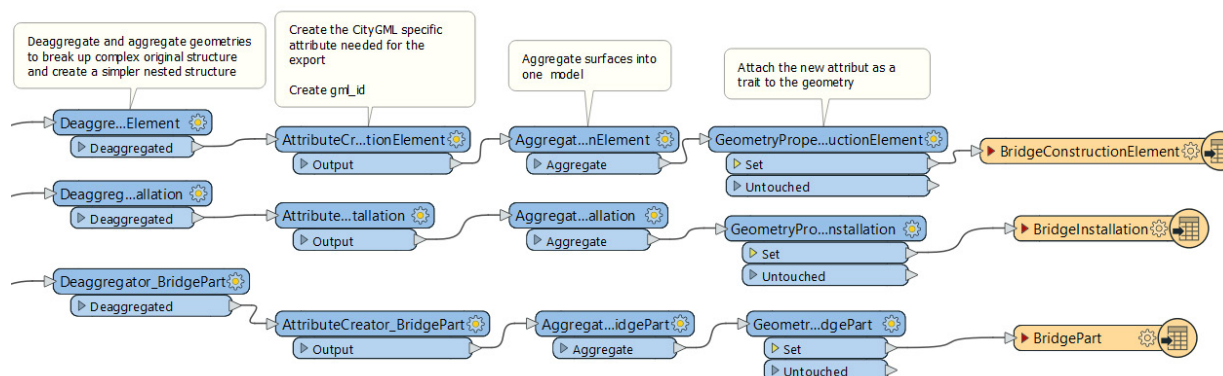 Deaggregate and aggregate geometries
to break up complex original structure
and create a simpler nested structure
Create the CityGML specific
attribute needed for the
export
Create gml_id
Aggregate surfaces into
one model
Attach the new attribut as a
trait to the geometry
Deaggre...Element
Deaggregated
AttributeCr...tionElement
Output
Aggregat...nElement
Aggregate
GeometryPrope...uctionElement
Set
Untouched
BridgeConstructionElement
Deaggreg...allation
Deaggregated
Attribute...tallation
Output
Aggregat...allation
Aggregate
GeometryPro...nstallation
Set
Untouched
BridgeInstallation
Deaggregator_BridgePart
Deaggregated
AttributeCreator_BridgePart
Output
Aggregat...idgePart
Aggregate
Geometr...dgePart
Set
Untouched
BridgePart